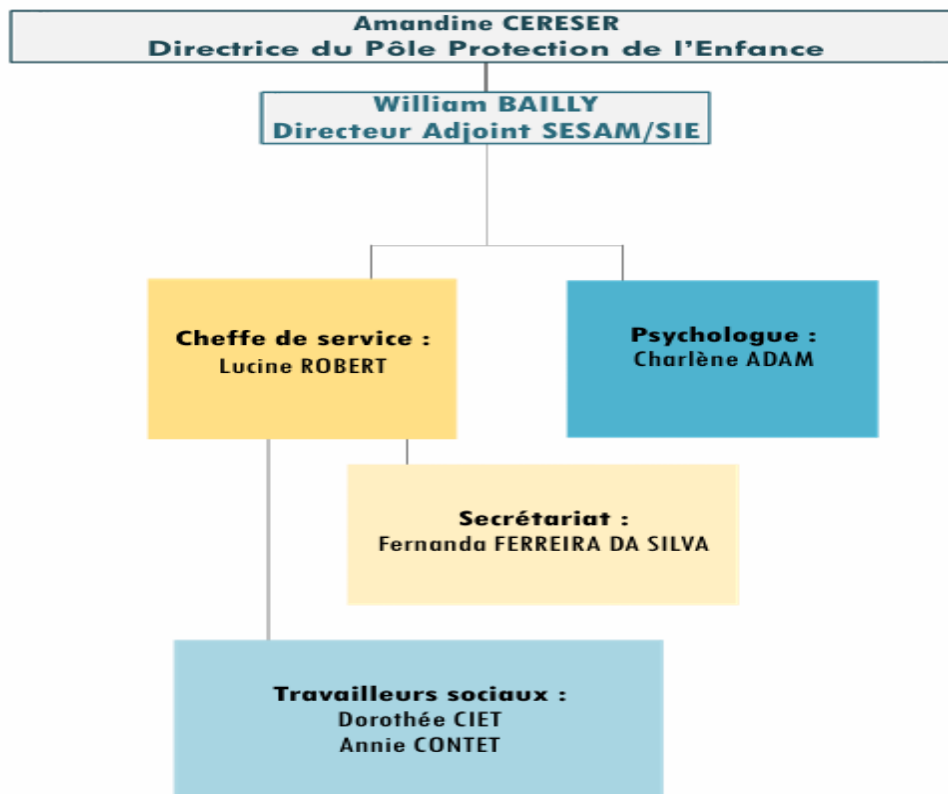 Amandine CERESER
Directrice du Pôle Protection de l'Enfance
William BAILLY
Directeur Adjoint SESAM/SIE
Cheffe de service :
Lucine ROBERT
Psychologue :
Charlène ADAM
Secrétariat :
Fernanda FERREIRA DA SILVA
Travailleurs sociaux :
Dorothée CIET
Annie CONTET